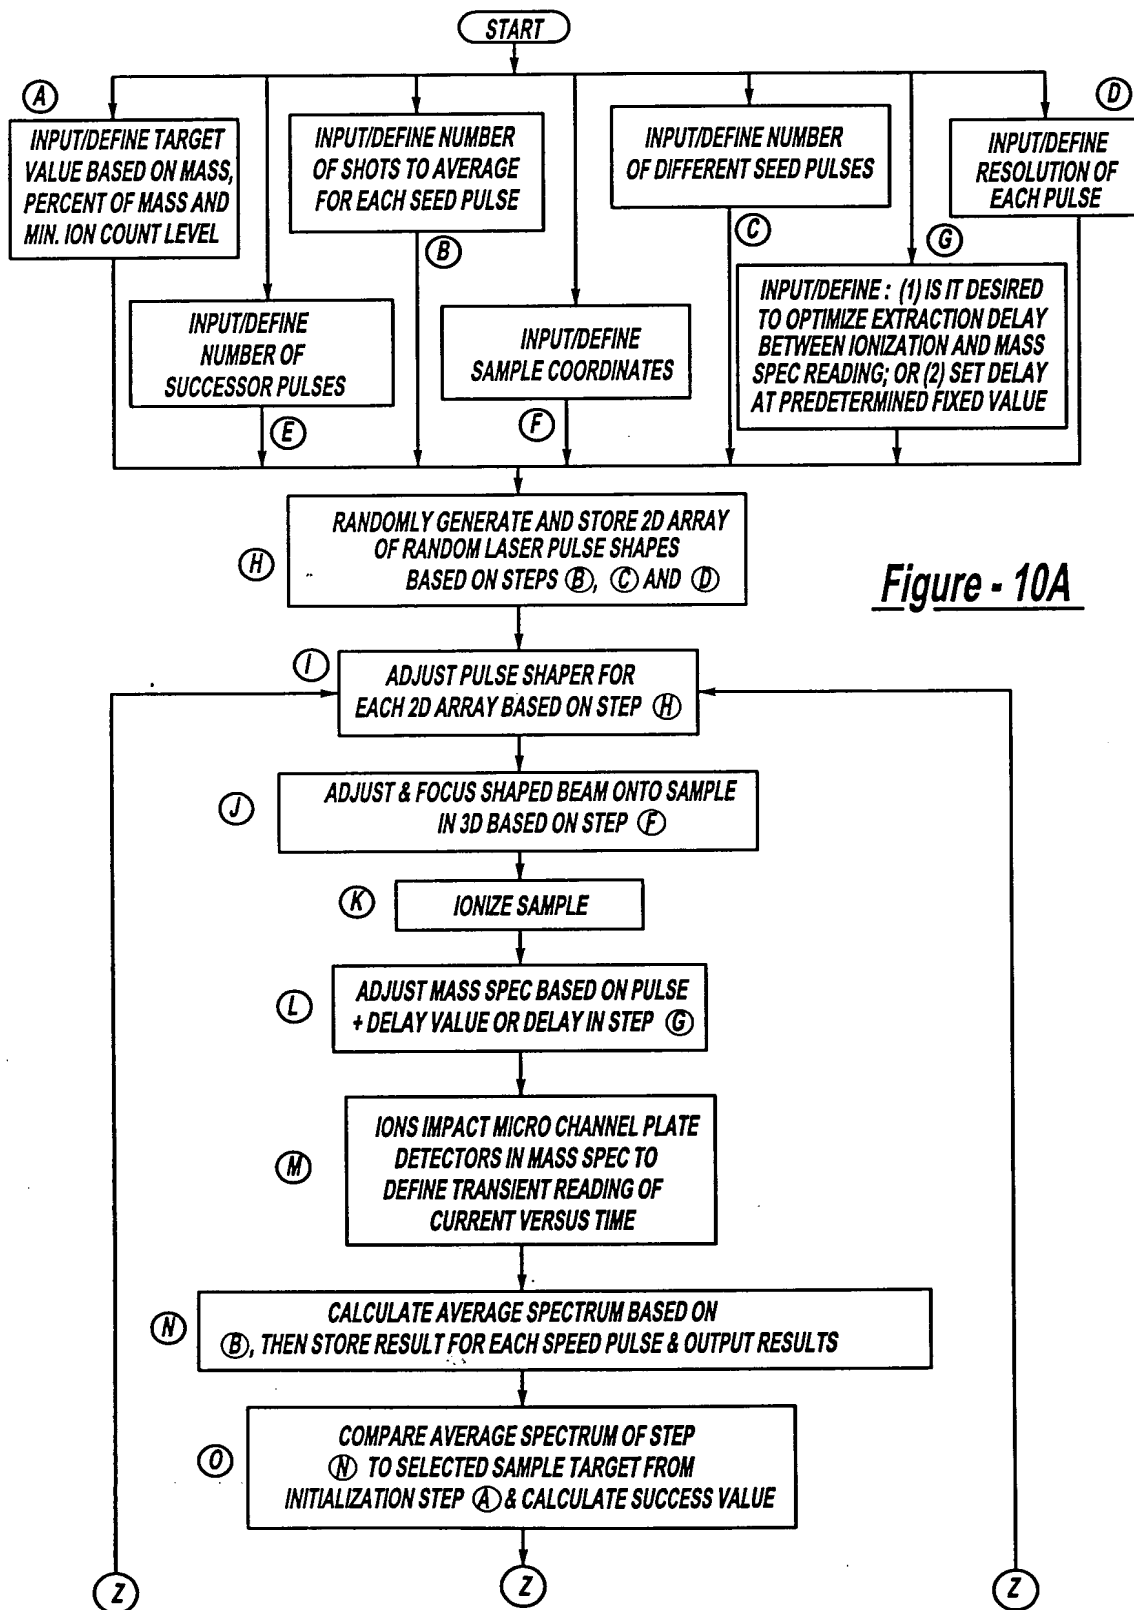 START
A
INPUT/DEFINE TARGET
VALUE BASED ON MASS,
PERCENT OF MASS AND
MIN. ION COUNT LEVEL
INPUT/DEFINE NUMBER
OF SHOTS TO AVERAGE
FOR EACH SEED PULSE
B
INPUT/DEFINE NUMBER
OF DIFFERENT SEED PULSES
C
D
INPUT/DEFINE
RESOLUTION OF
EACH PULSE
INPUT/DEFINE
NUMBER OF
SUCCESSOR PULSES
E
INPUT/DEFINE
SAMPLE COORDINATES
F
G
INPUT/DEFINE : (1) IS IT DESIRED
TO OPTIMIZE EXTRACTION DELAY
BETWEEN IONIZATION AND MASS
SPEC READING; OR (2) SET DELAY
AT PREDETERMINED FIXED VALUE
H
RANDOMLY GENERATE AND STORE 2D ARRAY
OF RANDOM LASER PULSE SHAPES
BASED ON STEPS B, C AND D
Figure - 10A
I
ADJUST PULSE SHAPER FOR
EACH 2D ARRAY BASED ON STEP H
J
ADJUST & FOCUS SHAPED BEAM ONTO SAMPLE
IN 3D BASED ON STEP F
K
IONIZE SAMPLE
L
ADJUST MASS SPEC BASED ON PULSE
+ DELAY VALUE OR DELAY IN STEP G
M
IONS IMPACT MICRO CHANNEL PLATE
DETECTORS IN MASS SPEC TO
DEFINE TRANSIENT READING OF
CURRENT VERSUS TIME
N
CALCULATE AVERAGE SPECTRUM BASED ON
B, THEN STORE RESULT FOR EACH SPEED PULSE & OUTPUT RESULTS
O
COMPARE AVERAGE SPECTRUM OF STEP
N TO SELECTED SAMPLE TARGET FROM
INITIALIZATION STEP A & CALCULATE SUCCESS VALUE
Z
Z
Z